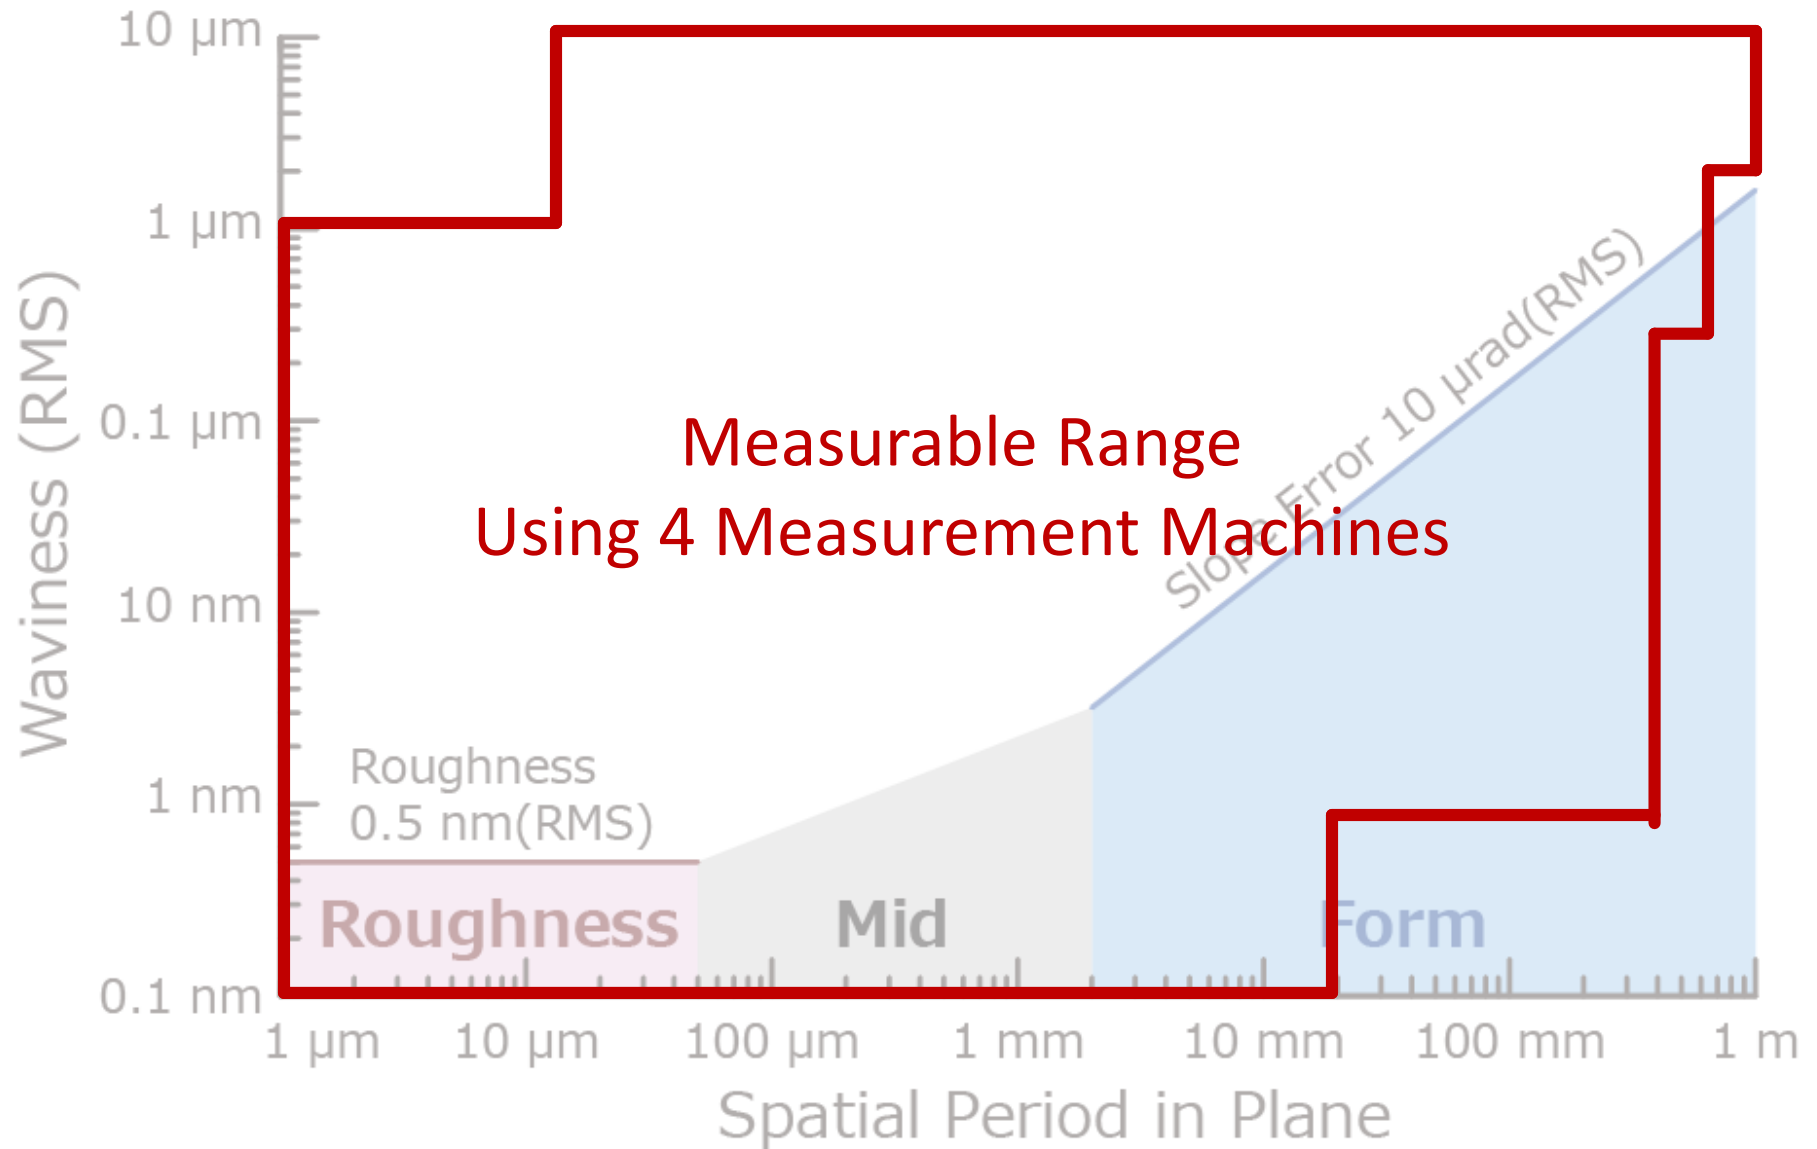 10 µm
1 µm
0.1 µm
10 nm
1 nm
0.1 nm
Waviness (RMS)
Measurable Range
Using 4 Measurement Machines
Slope Error 10 µrad(RMS)
Roughness
0.5 nm(RMS)
Roughness
Mid
Form
1 µm
10 µm
100 µm
1 mm
10 mm
100 mm
1 m
Spatial Period in Plane